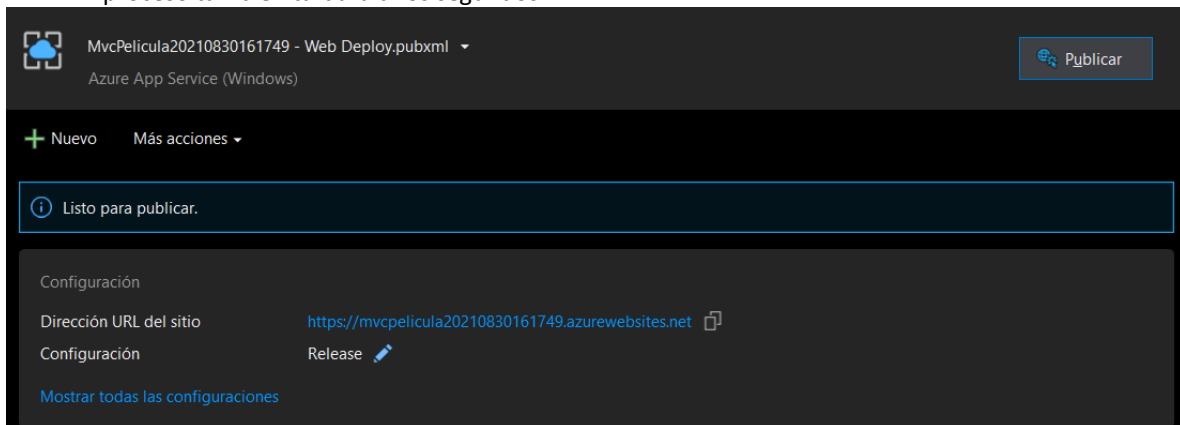 MvcPelicula20210830161749 - Web Deploy.pubxml
Azure App Service (Windows)
Publicar
Nuevo Más acciones
Listo para publicar.
Configuración
Dirección URL del sitio https://mvcpelicula20210830161749.azurewebsites.net
Configuración Release
Mostrar todas las configuraciones